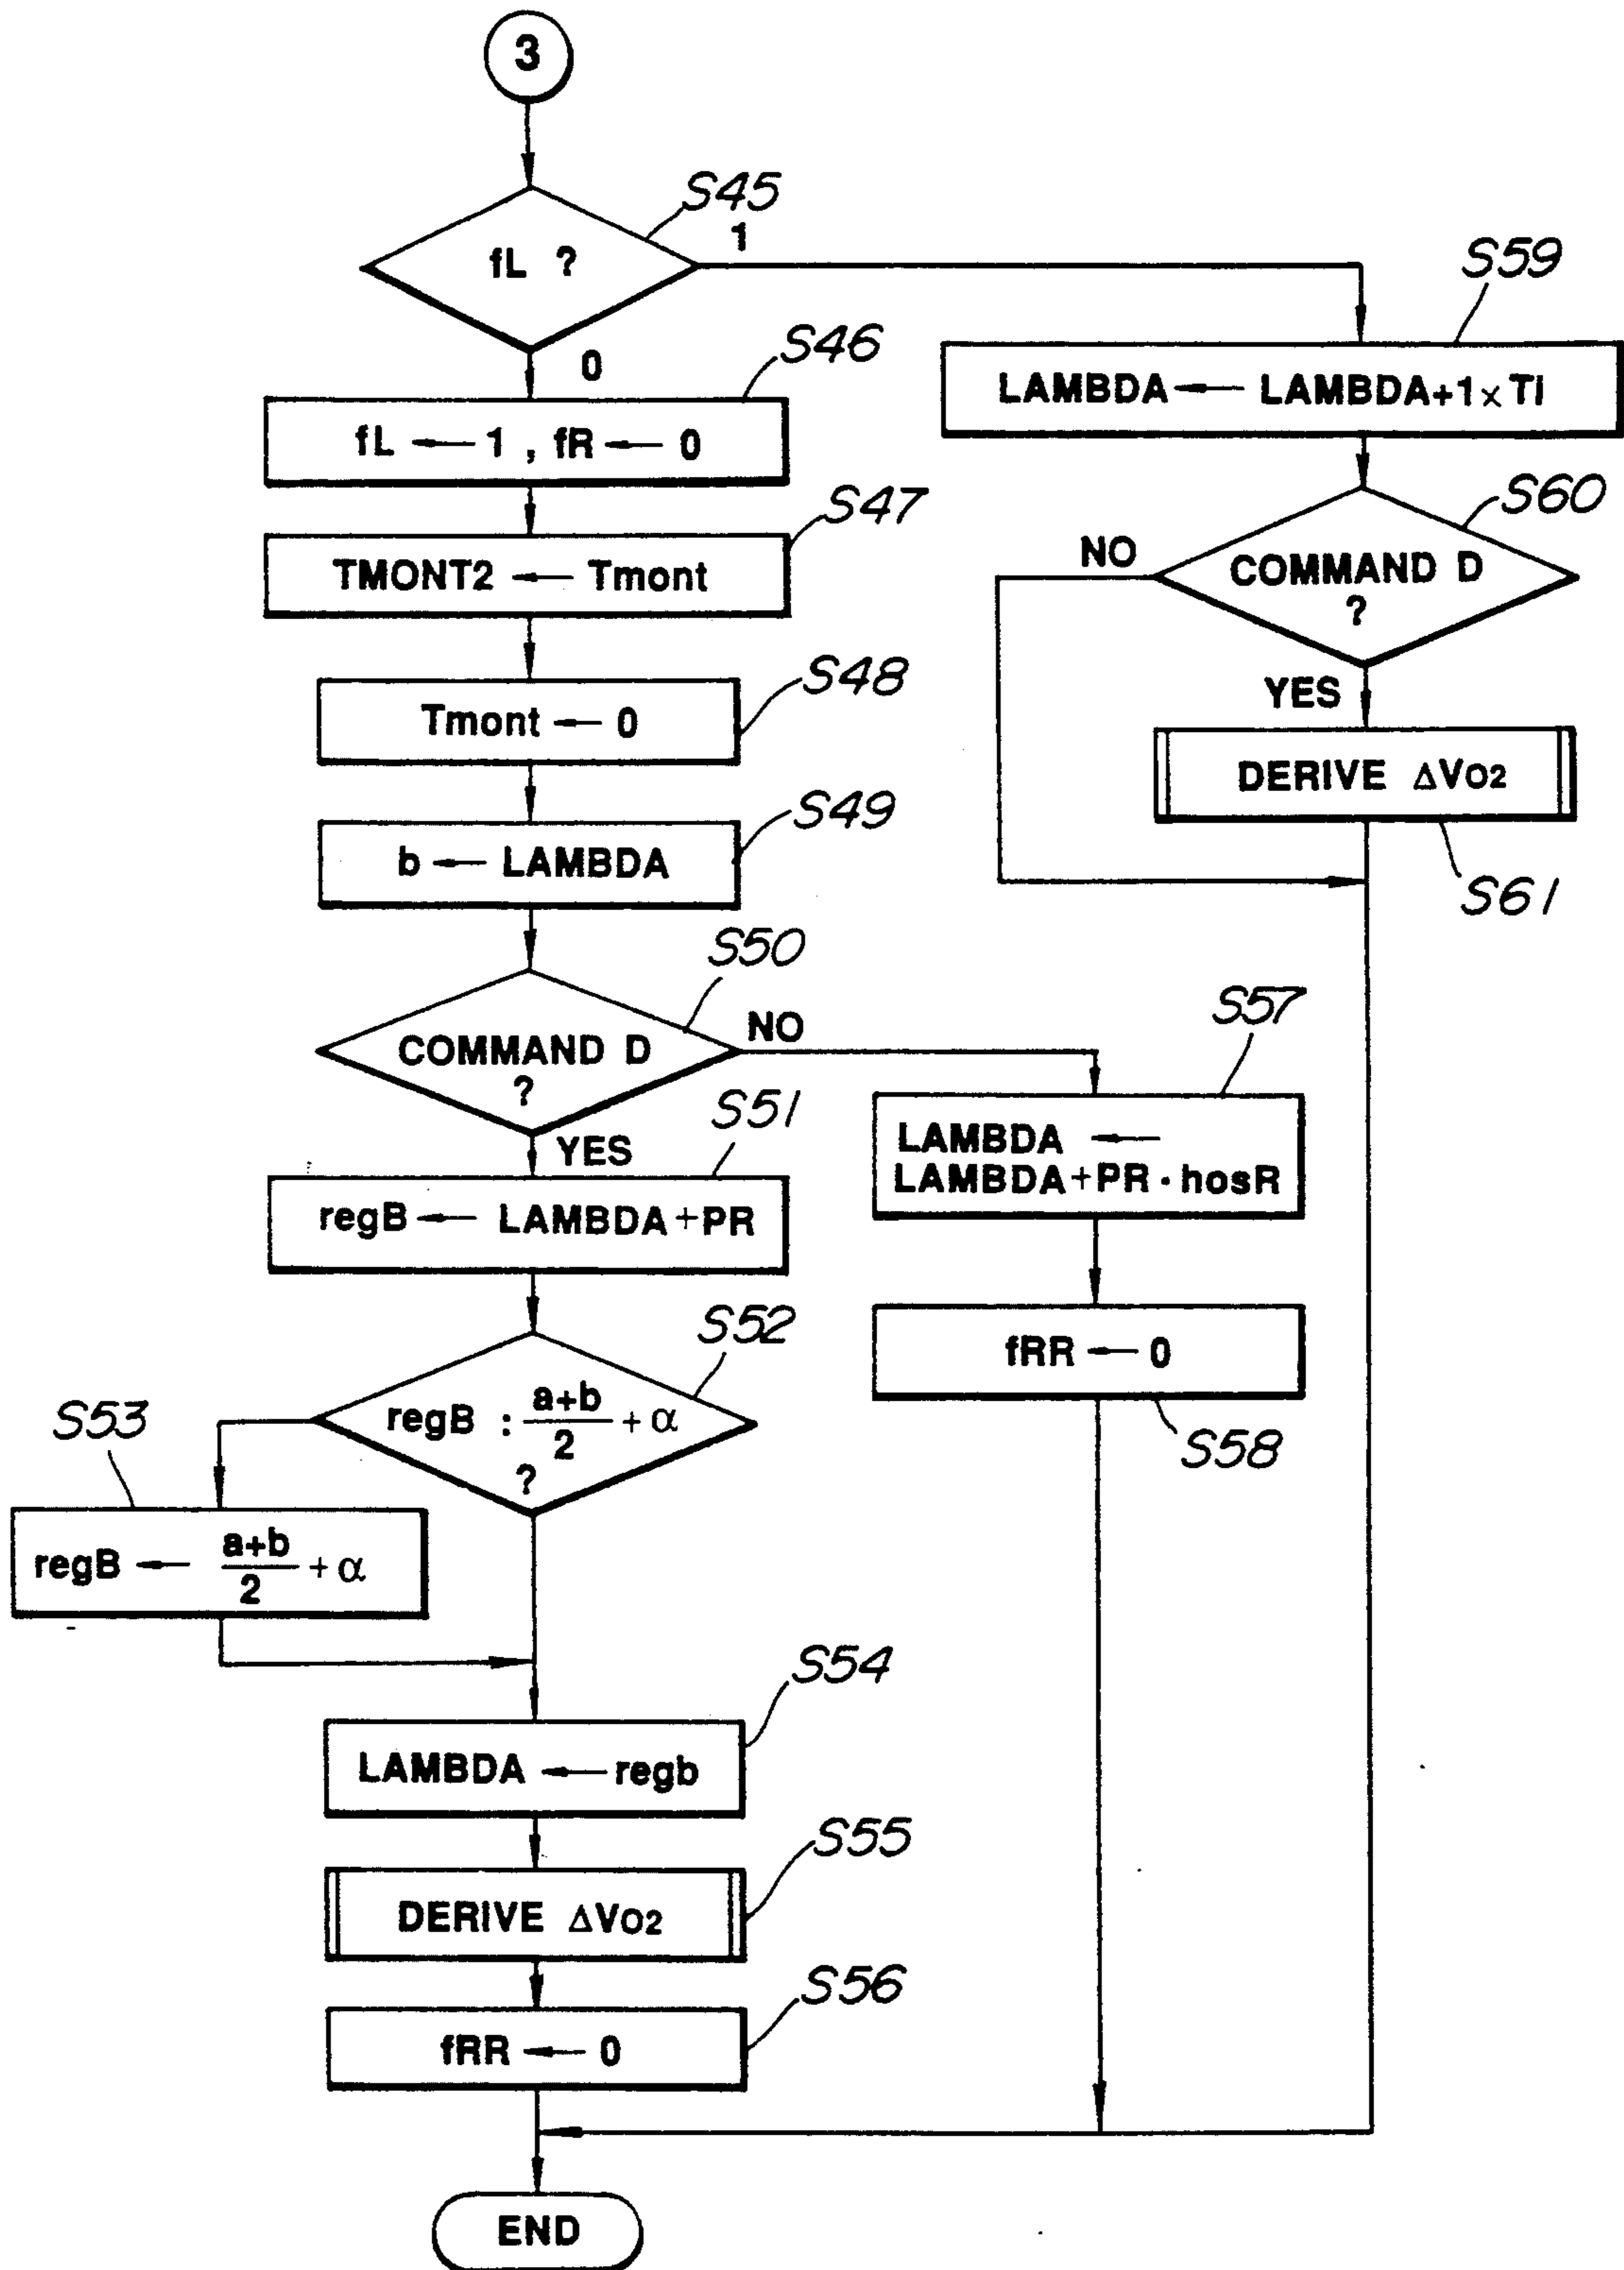 3
S45
fL ?
1
0
S46
fL ← 1 , fR ← 0
S47
TMONT2 ← Tmont
S48
Tmont ← 0
S49
b ← LAMBDA
S50
COMMAND D
?
NO
YES
S51
regB ← LAMBDA+PR
S52
regB : a+b/2 + α
?
S53
regB ← a+b/2 + α
S54
LAMBDA ← regb
S55
DERIVE ΔVO2
S56
fRR ← 0
END
S57
LAMBDA ←
LAMBDA+PR·hosR
fRR ← 0
S58
S59
LAMBDA ← LAMBDA+1×TI
S60
COMMAND D
?
NO
YES
DERIVE ΔVO2
S61